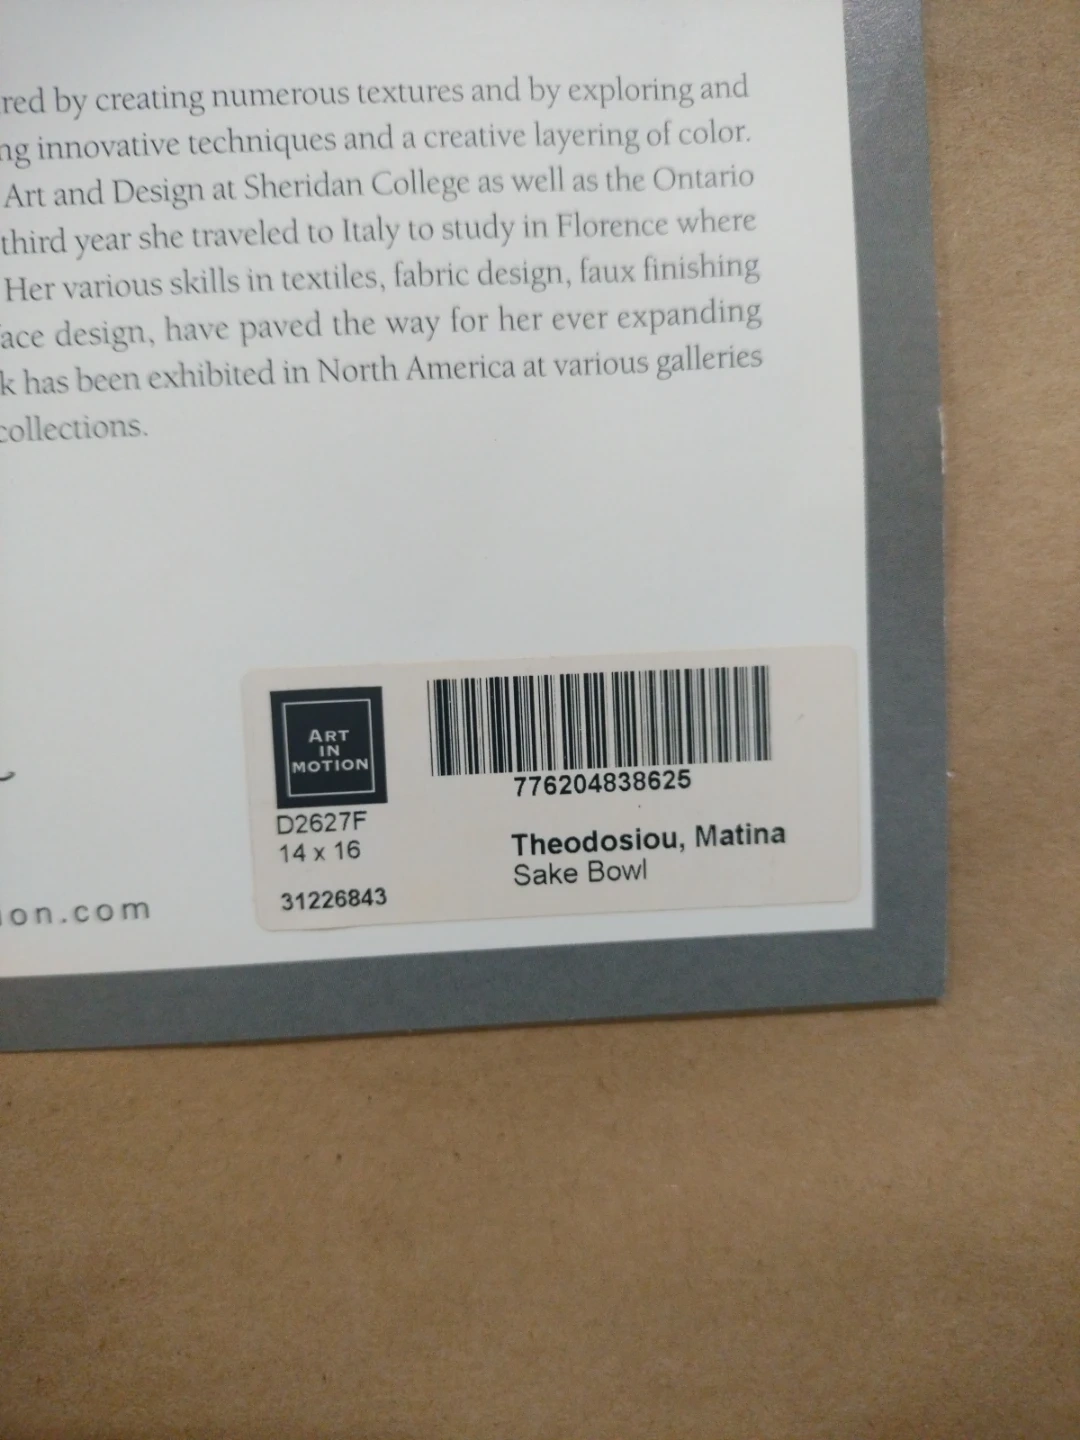 red by creating numerous textures and by exploring and
ng innovative techniques and a creative layering of color.
Art and Design at Sheridan College as well as the Ontario
third year she traveled to Italy to study in Florence where
Her various skills in textiles, fabric design, faux finishing
ace design, have paved the way for her ever expanding
k has been exhibited in North America at various galleries
collections.
ART
IN
MOTION
776204838625
D2627F
14 x 16
Theodosiou, Matina
Sake Bowl
31226843
ion.com